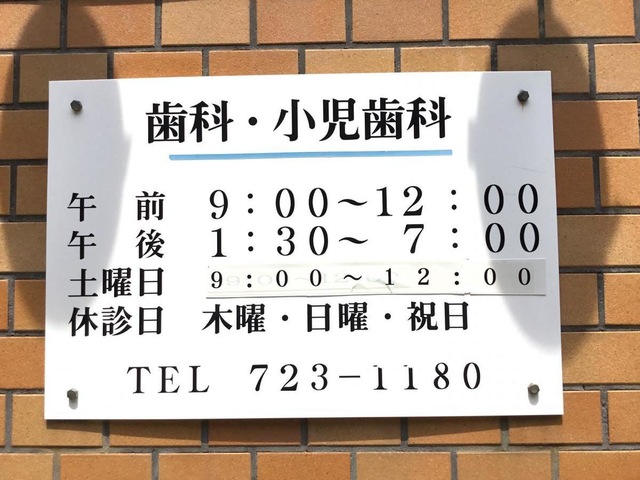 歯科・小児歯科
午前 9:00～12:00
午後 1:30～7:00
土曜日 9:00～12:00
休診日 木曜・日曜・祝日
TEL 723-1180